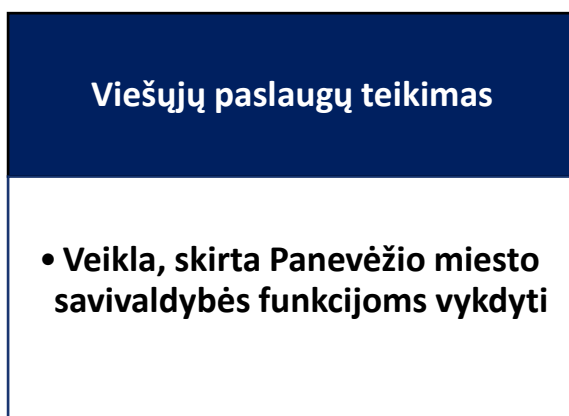 Viešųjų paslaugų teikimas
• Veikla, skirta Panevėžio miesto
savivaldybės funkcijoms vykdyti